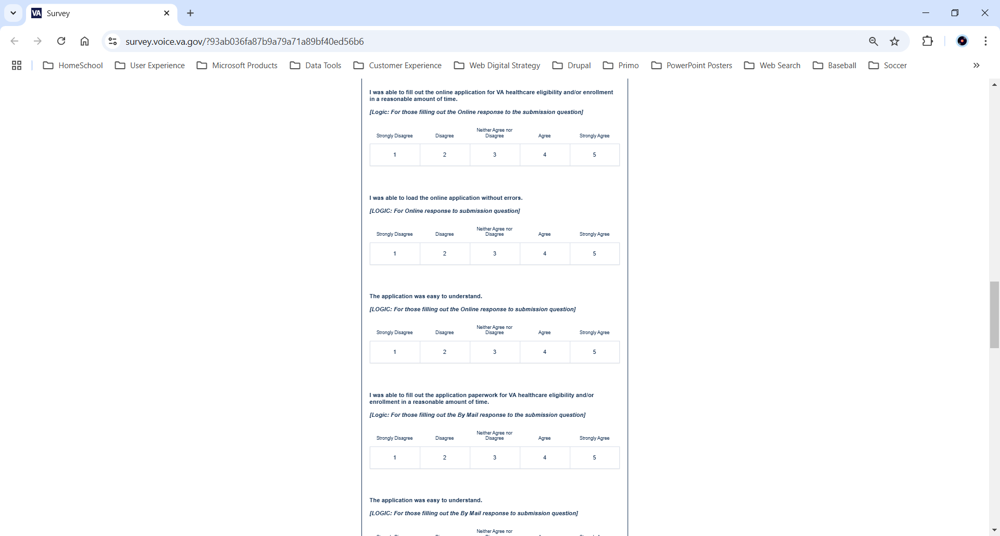 VA Survey
survey.voice.va.gov/?93ab036fa87b9a79a71a89bf40ed56b6
HomeSchool User Experience Microsoft Products Data Tools Customer Experience Web Digital Strategy Drupal Primo PowerPoint Posters Web Search Baseball Soccer
I was able to fill out the online application for VA healthcare eligibility and/or enrollment
in a reasonable amount of time.
[Logic: For those filling out the Online response to the submission question]
Neither Agree nor
Strongly Disagree Disagree Disagree Agree Strongly Agree
1 2 3 4 5
I was able to load the online application without errors.
[LOGIC: For Online response to submission question]
Neither Agree nor
Strongly Disagree Disagree Disagree Agree Strongly Agree
1 2 3 4 5
The application was easy to understand.
[LOGIC: For those filling out the Online response to submission question]
Neither Agree nor
Strongly Disagree Disagree Disagree Agree Strongly Agree
1 2 3 4 5
I was able to fill out the application paperwork for VA healthcare eligibility and/or
enrollment in a reasonable amount of time.
[Logic: For those filling out the By Mail response to the submission question]
Neither Agree nor
Strongly Disagree Disagree Disagree Agree Strongly Agree
1 2 3 4 5
The application was easy to understand.
[LOGIC: For those filling out the By Mail response to submission question]
Neither Agree nor